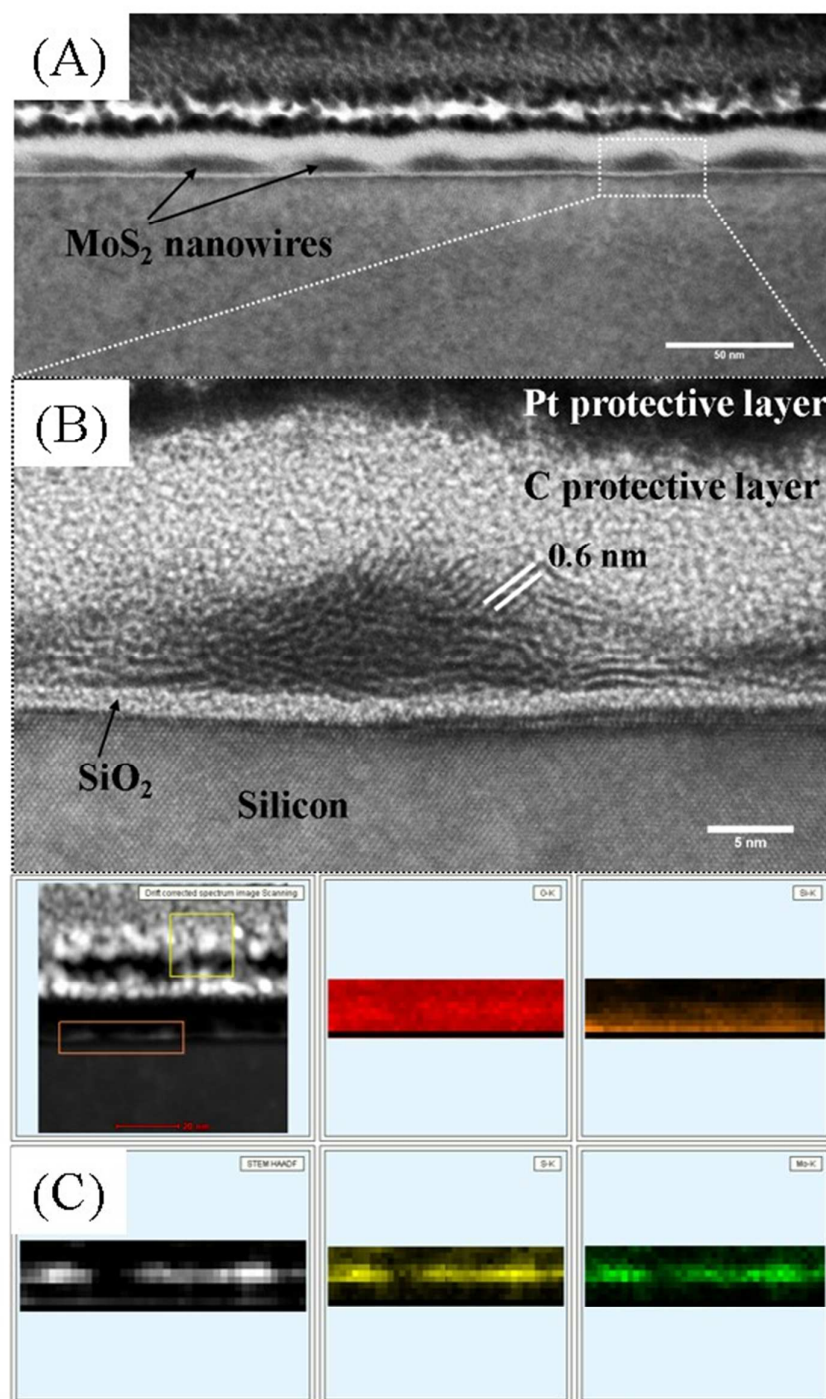 (A)
MoS₂ nanowires
50 nm
(B)
Pt protective layer
C protective layer
0.6 nm
SiO₂
Silicon
5 nm
Drift corrected spectrum image Scanning
O-K
Si-K
20 nm
(C)
STEM HAADF
S-K
Mo-K